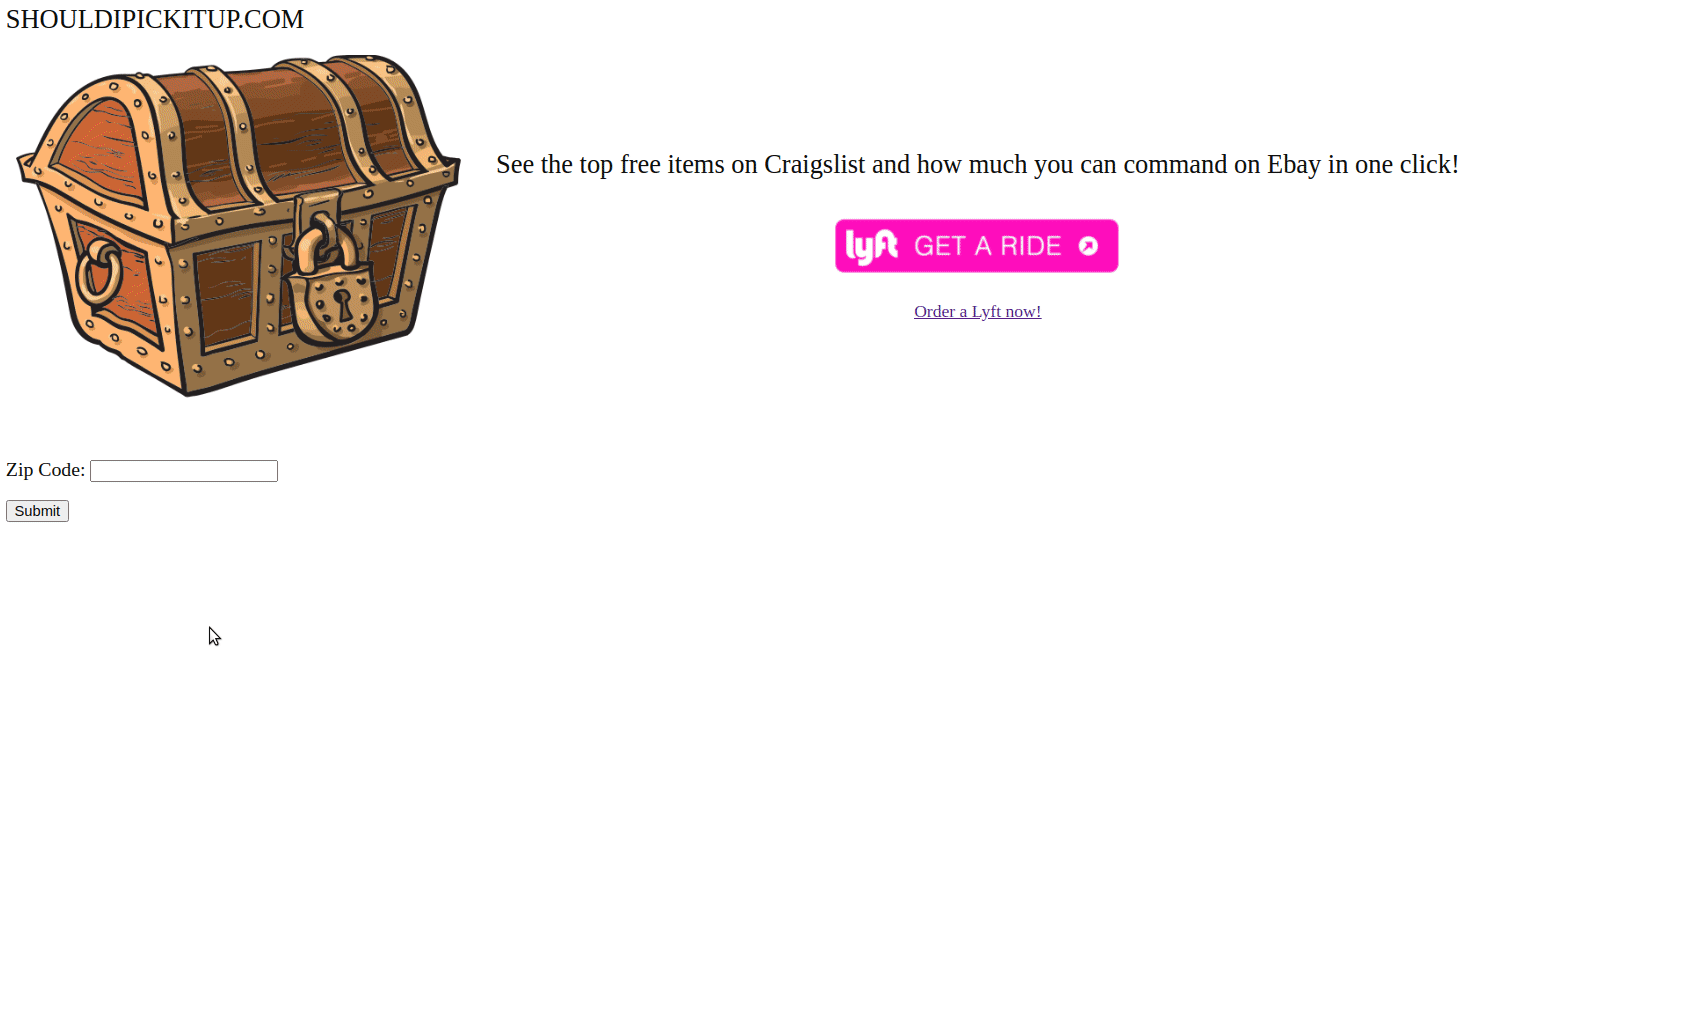 SHOULDIPICKITUP.COM
See the top free items on Craigslist and how much you can command on Ebay in one click!
lyft GET A RIDE
Order a Lyft now!
Zip Code:
Submit